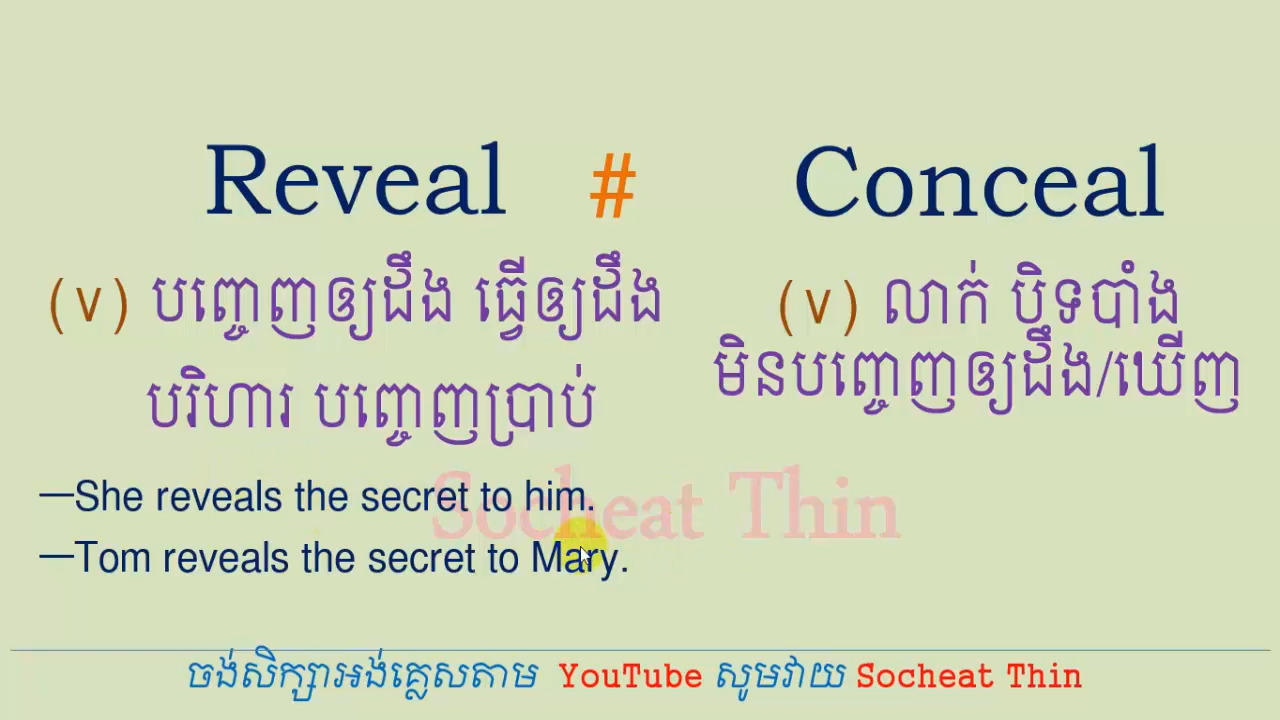 Reveal # Conceal
(v) បញ្ចេញឲ្យដឹង ធ្វើឲ្យដឹង
បរិហារ បញ្ចេញប្រាប់
(v) លាក់ បិទបាំង
មិនបញ្ចេញឲ្យដឹង/ឃើញ
—She reveals the secret to him.
—Tom reveals the secret to Mary.
Socheat Thin
ចង់សិក្សាអង់គ្លេសតាម YouTube សូមវាយ Socheat Thin